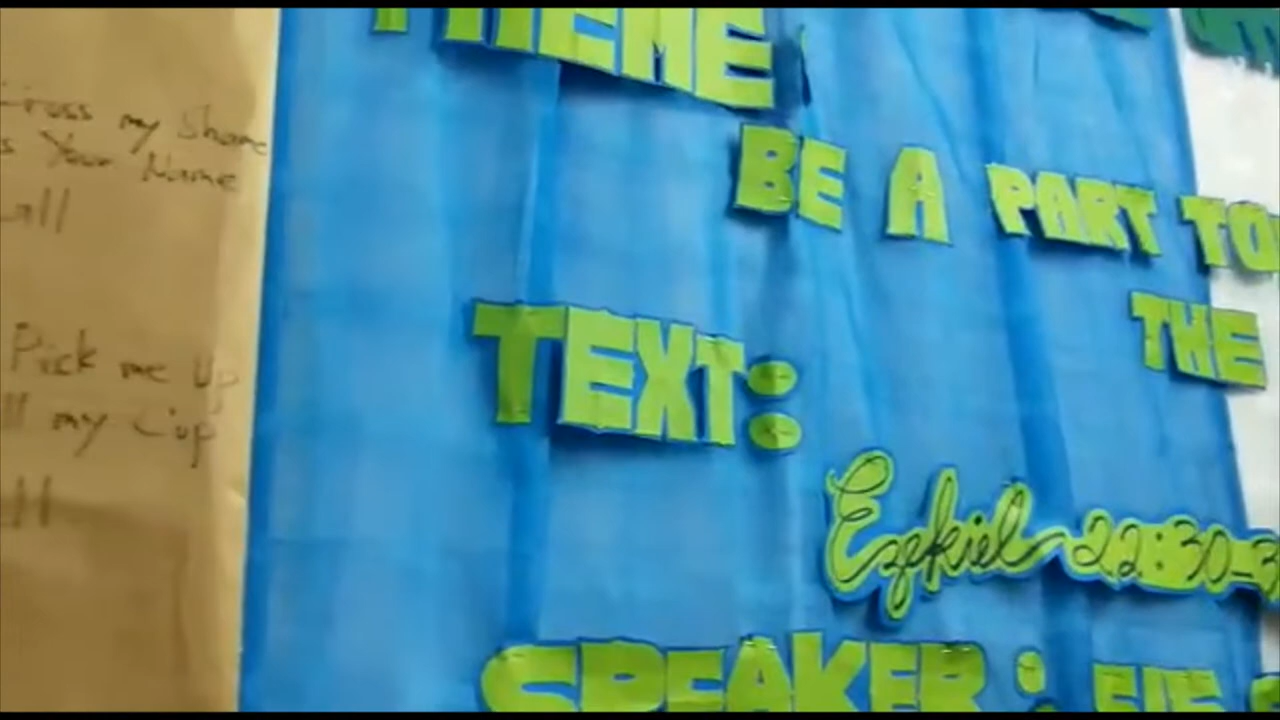 my Shame
Your Name
Pick me Up
my Cup
THEME
BE A PART TO
THE
TEXT:
Ezekiel 22:30-3
SPEAKER: